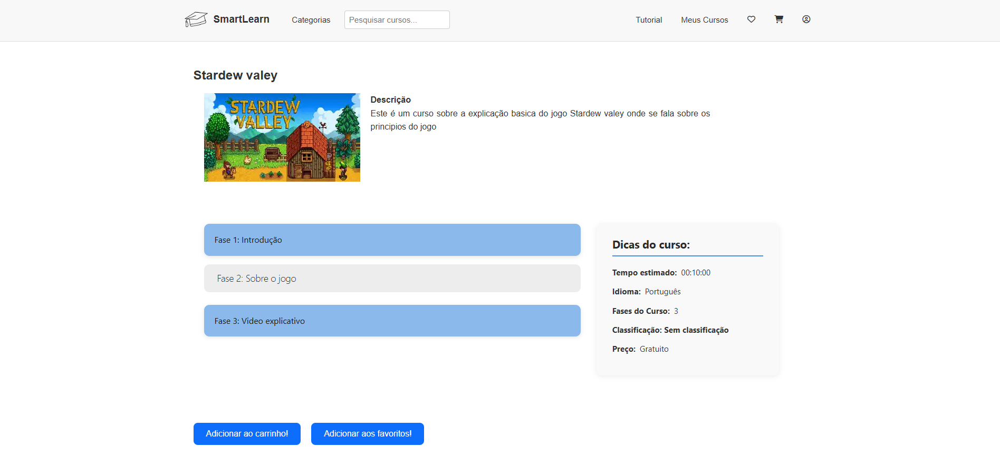 SmartLearn
Categorias
Pesquisar cursos...
Tutorial
Meus Cursos
Stardew valey
STARDEW
VALLEY
Descrição
Este é um curso sobre a explicação basica do jogo Stardew valey onde se fala sobre os
principios do jogo
Fase 1: Introdução
Fase 2: Sobre o jogo
Fase 3: Video explicativo
Dicas do curso:
Tempo estimado: 00:10:00
Idioma: Português
Fases do Curso: 3
Classificação: Sem classificação
Preço: Gratuito
Adicionar ao carrinho!
Adicionar aos favoritos!